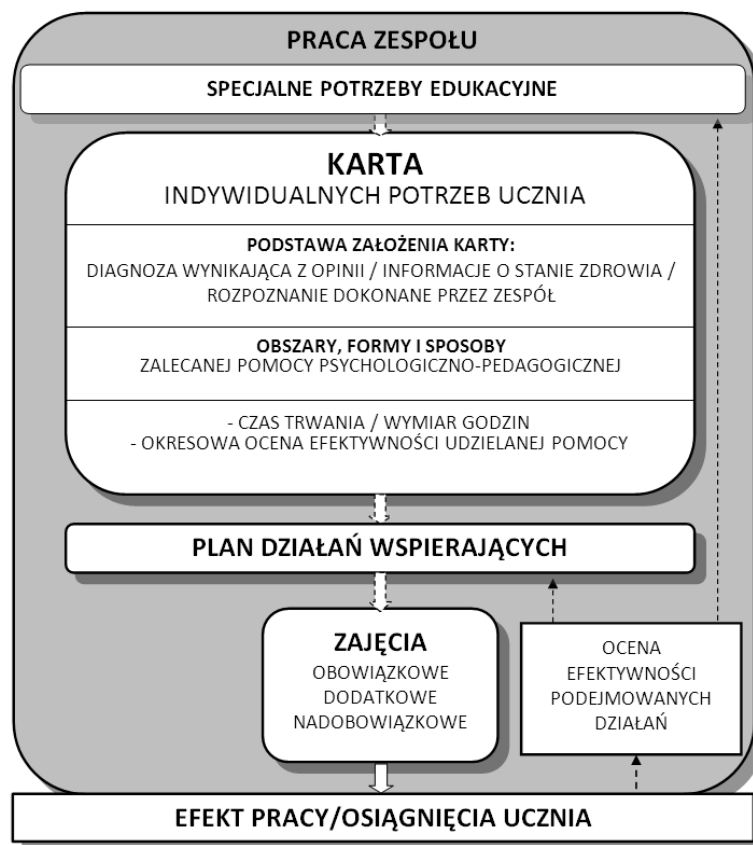 PRACA ZESPOŁU
SPECJALNE POTRZEBY EDUKACYJNE
KARTA
INDYWIDUALNYCH POTRZEB UCZNIA
PODSTAWA ZAŁOŻENIA KARTY:
DIAGNOZA WYNIKAJĄCA Z OPINII / INFORMACJE O STANIE ZDROWIA /
ROZPOZNANIE DOKONANE PRZEZ ZESPÓŁ
OBSZARY, FORMY I SPOSOBY
ZALECANEJ POMOCY PSYCHOLOGICZNO-PEDAGOGICZNEJ
- CZAS TRWANIA / WYMIAR GODZIN
- OKRESOWA OCENA EFEKTYWNOŚCI UDZIELANEJ POMOCY
PLAN DZIAŁAŃ WSPIERAJĄCYCH
ZAJĘCIA
OBOWIĄZKOWE
DODATKOWE
NADOBOWIĄZKOWE
OCENA
EFEKTYWNOŚCI
PODEJMOWANYCH
DZIAŁAŃ
EFEKT PRACY/OSIĄGNIĘCIA UCZNIA